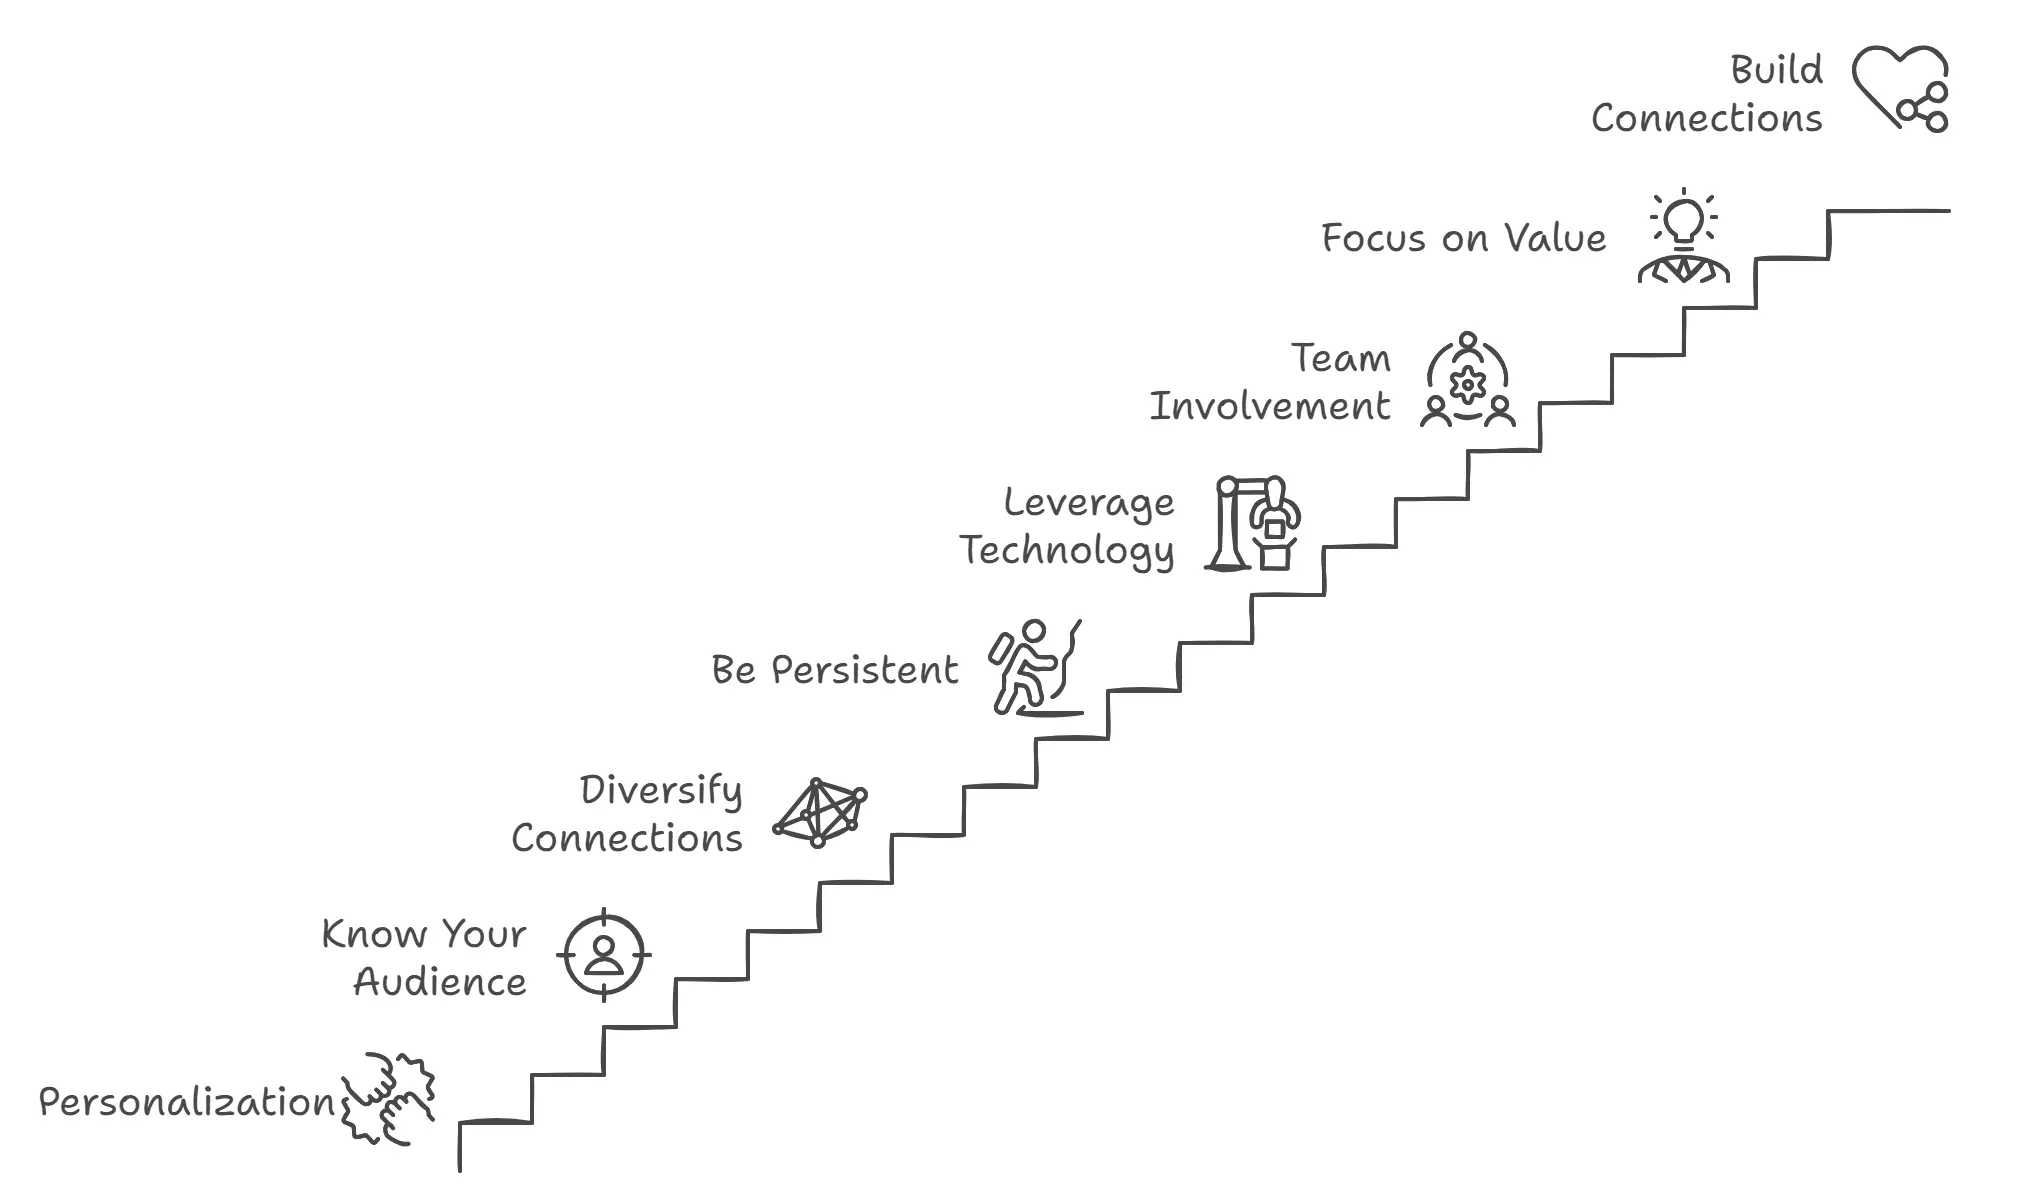 Build
Connections
Focus on Value
Team
Involvement
Leverage
Technology
Be Persistent
Diversify
Connections
Know Your
Audience
Personalization